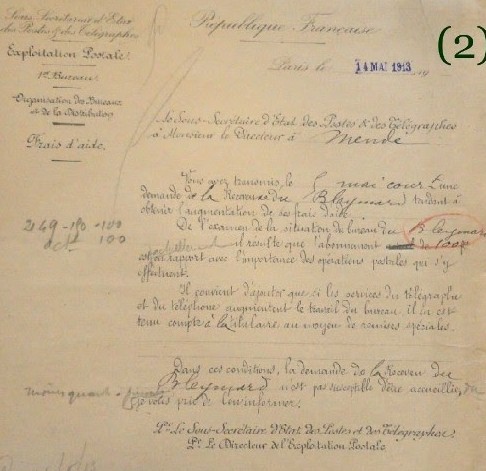 Sous-Secrétariat d'Etat
des Postes & des Télégraphes
République Française
(2)
Exploitation Postale
Paris, le 14 MAI 1913 19
1er Bureau
Organisation des Bureaux
et de la Distribution
Le Sous-Secrétaire d'Etat des Postes & des Télégraphes
à Monsieur le Directeur à Mende
Frais d'aide.
Vous avez transmis, le 5 mai courant une
demande de la Receveuse du Bleymard tendant à
obtenir l'augmentation de ses frais d'aide.
De l'examen de la situation du bureau du Bleymard
il résulte que l'abonnement de
est en rapport avec l'importance des opérations postales qui s'y
effectuent.
Il convient d'ajouter que si les services du télégraphe
et du téléphone augmentent le travail du bureau, il en est
tenu compte à la titulaire au moyen de remises spéciales.
Dans ces conditions, la demande de la Receveuse du
Bleymard n'est pas susceptible d'être accueillie,
je vous prie de l'en informer.
Pr. le Sous-Secrétaire d'Etat des Postes et des Télégraphes
Pr. Le Directeur de l'Exploitation Postale